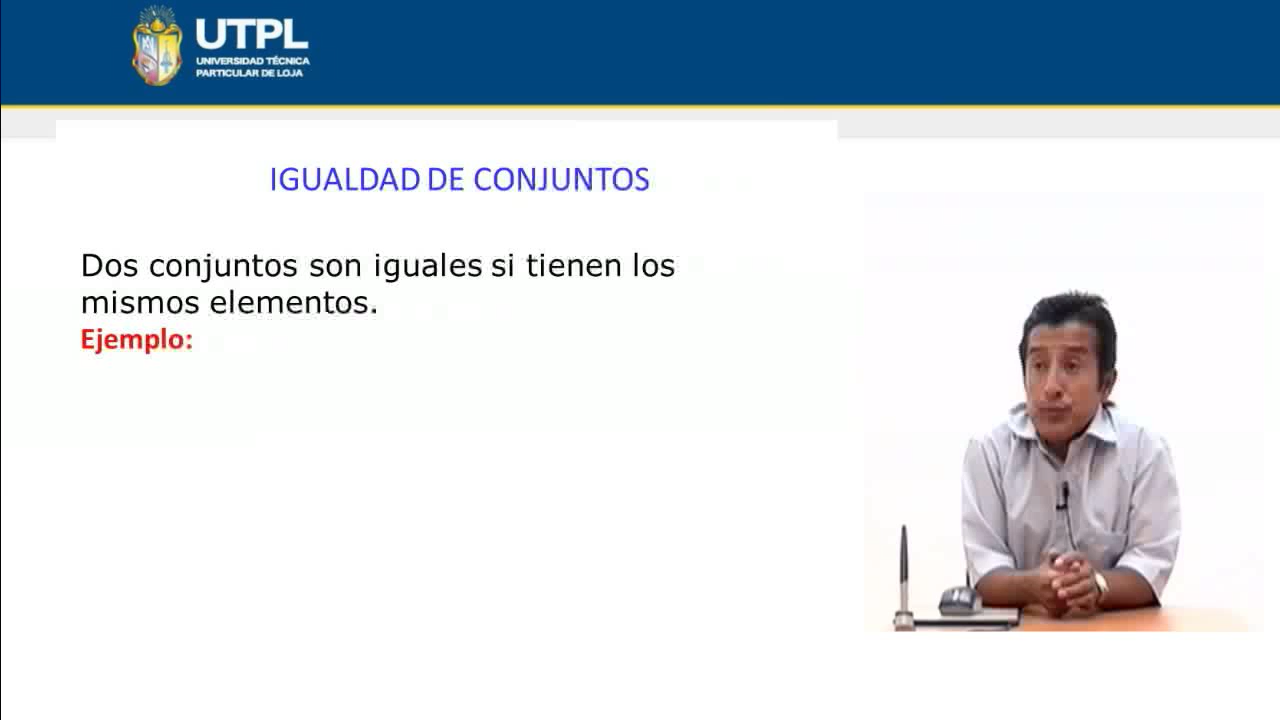 UTPL
UNIVERSIDAD TÉCNICA
PARTICULAR DE LOJA
IGUALDAD DE CONJUNTOS
Dos conjuntos son iguales si tienen los
mismos elementos.
Ejemplo: